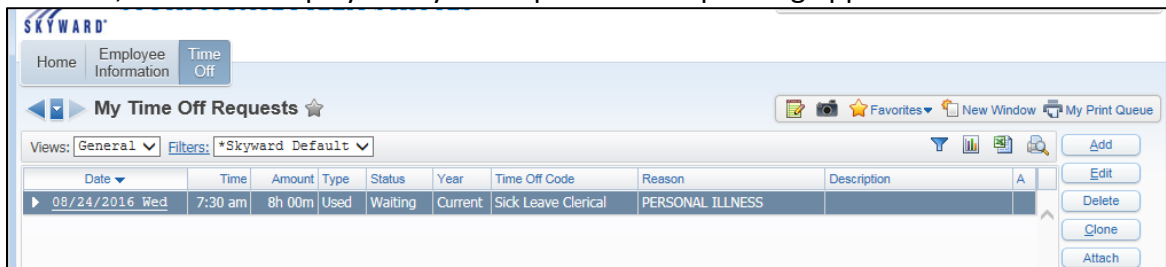 SKYWARD®
Home Employee Information Time Off
My Time Off Requests Favorites New Window My Print Queue
Views: General Filters: *Skyward Default Add
Date Time Amount Type Status Year Time Off Code Reason Description A Edit
08/24/2016 Wed 7:30 am 8h 00m Used Waiting Current Sick Leave Clerical PERSONAL ILLNESS Delete
Clone
Attach